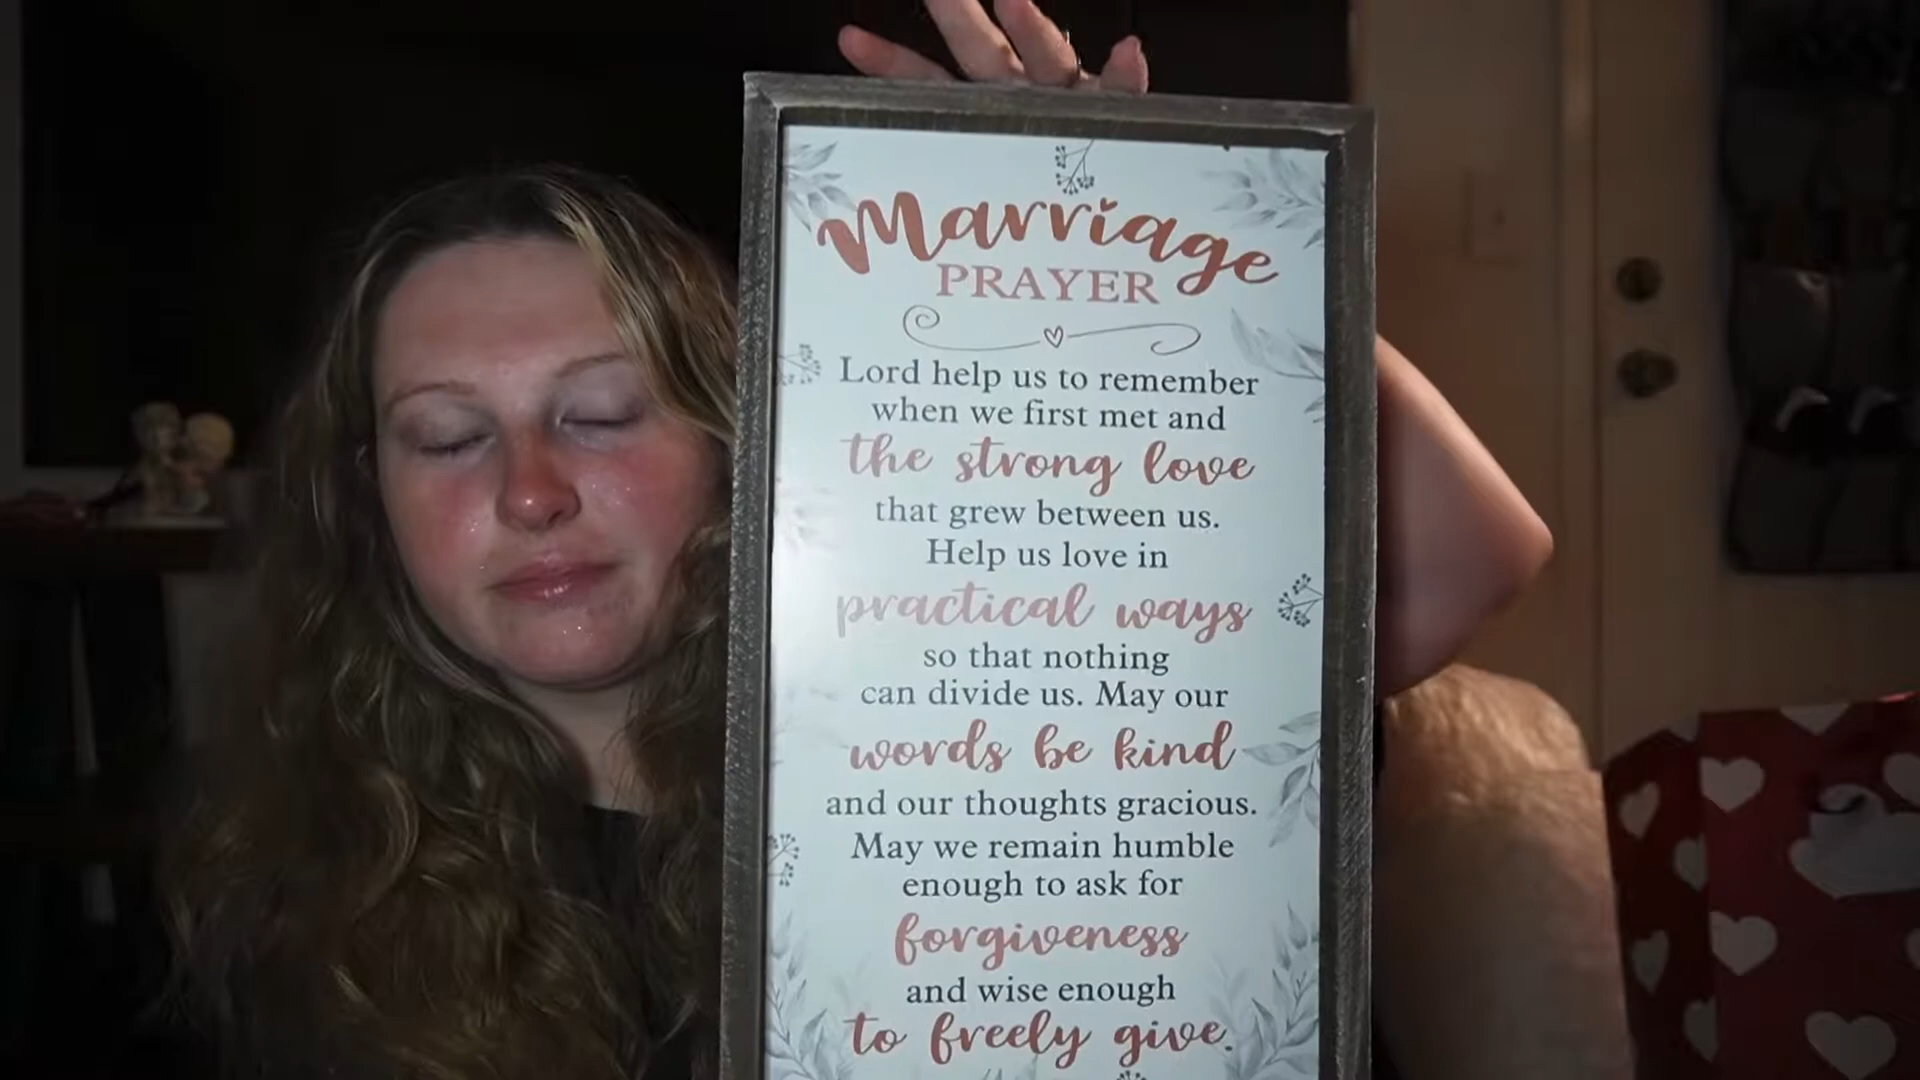 Marriage
PRAYER
Lord help us to remember
when we first met and
the strong love
that grew between us.
Help us love in
practical ways
so that nothing
can divide us. May our
words be kind
and our thoughts gracious.
May we remain humble
enough to ask for
forgiveness
and wise enough
to freely give.